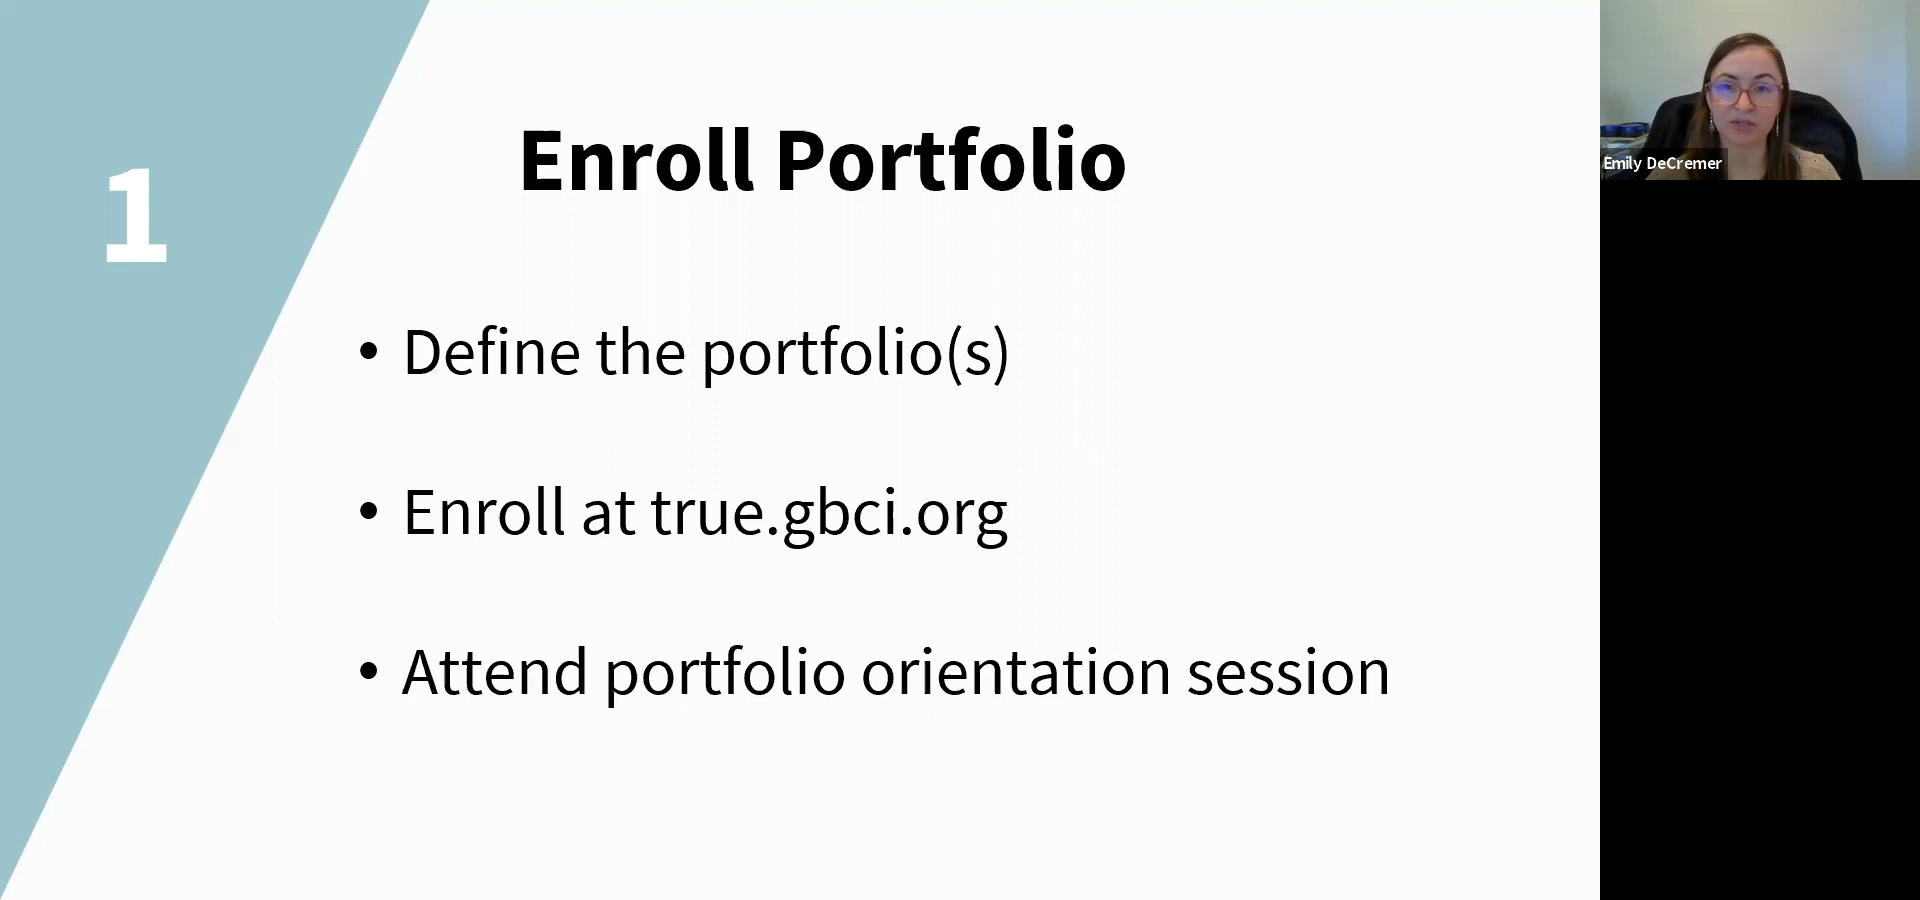 1
Enroll Portfolio
• Define the portfolio(s)
• Enroll at true.gbci.org
• Attend portfolio orientation session
Emily DeCremer